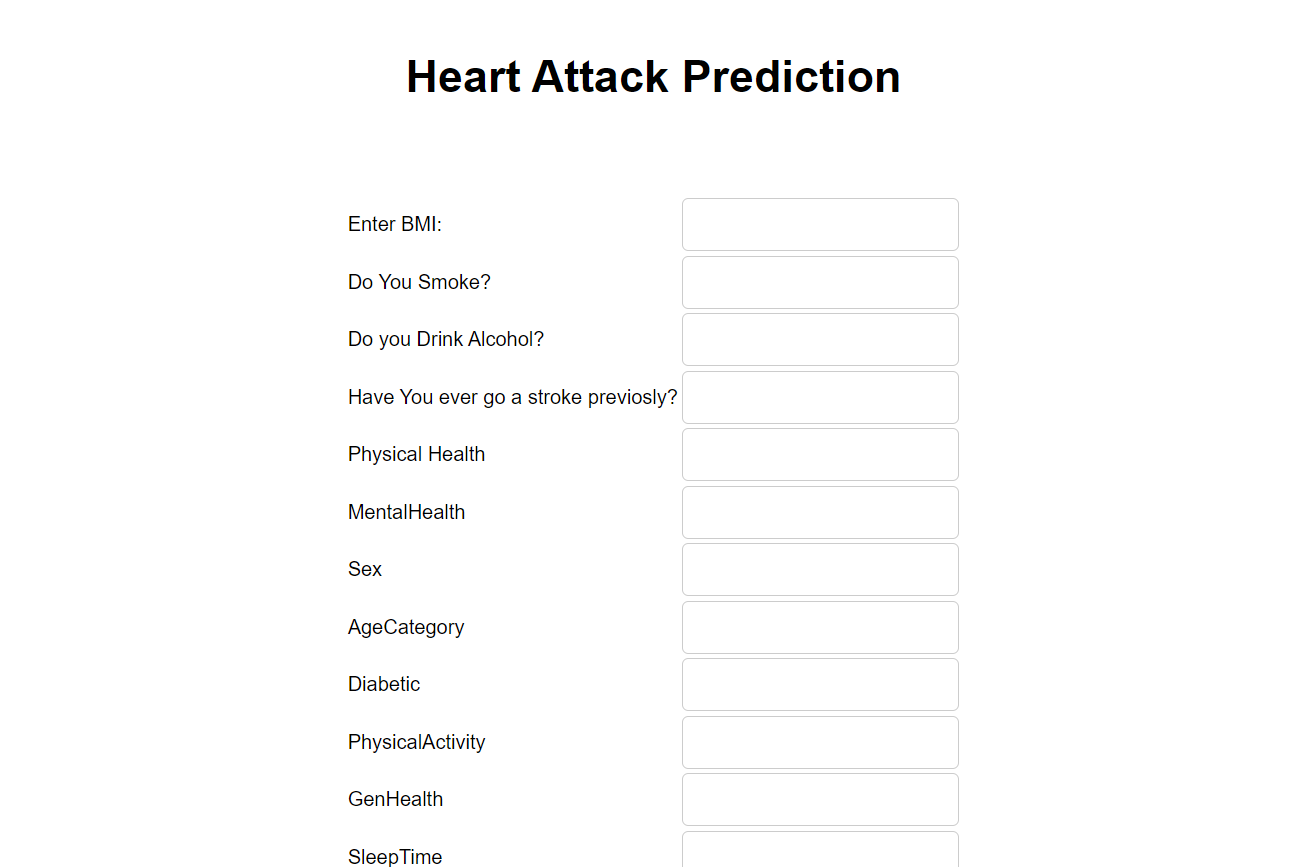 Heart Attack Prediction
Enter BMI:
Do You Smoke?
Do you Drink Alcohol?
Have You ever go a stroke previosly?
Physical Health
MentalHealth
Sex
AgeCategory
Diabetic
PhysicalActivity
GenHealth
SleepTime